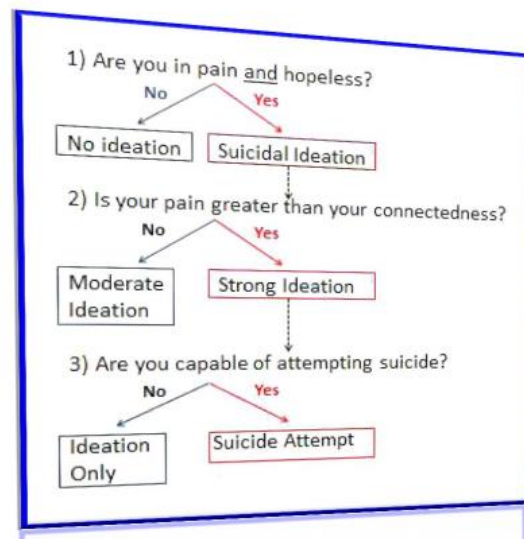 1) Are you in pain and hopeless?
No Yes
No ideation Suicidal Ideation
2) Is your pain greater than your connectedness?
No Yes
Moderate Strong Ideation
Ideation
3) Are you capable of attempting suicide?
No Yes
Ideation Suicide Attempt
Only